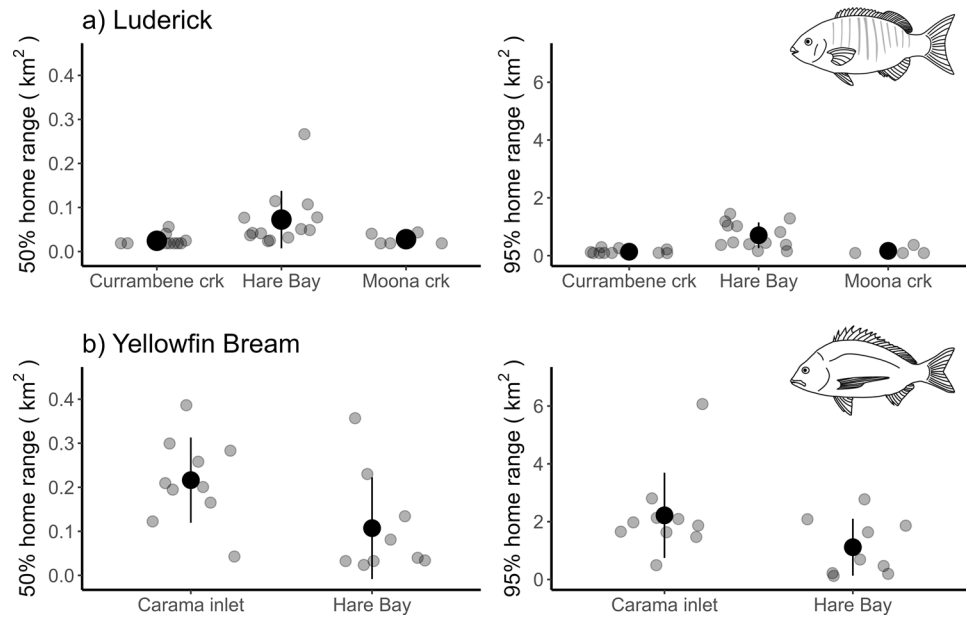 a) Luderick
50% home range ( km²)
0.4
0.3
0.2
0.1
0.0
Currambene crk Hare Bay Moona crk
95% home range ( km²)
6
4
2
0
Currambene crk Hare Bay Moona crk
b) Yellowfin Bream
50% home range ( km²)
0.4
0.3
0.2
0.1
0.0
Carama inlet Hare Bay
95% home range ( km²)
6
4
2
0
Carama inlet Hare Bay